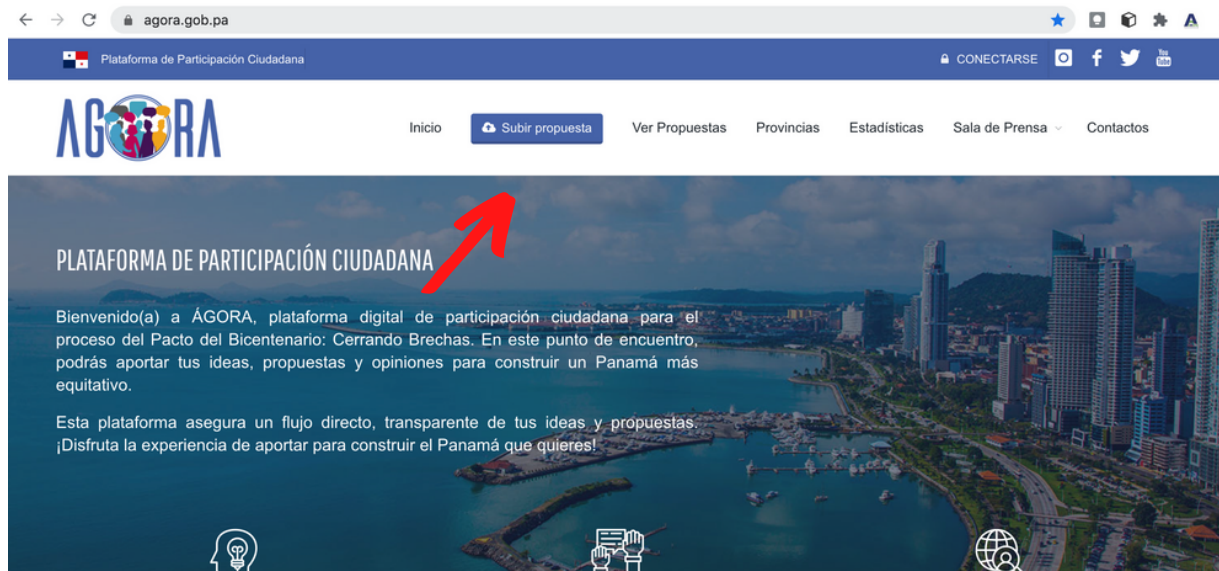 agora.gob.pa
Plataforma de Participación Ciudadana
CONECTARSE
You
Tube
AGORA
Inicio
Subir propuesta
Ver Propuestas
Provincias
Estadísticas
Sala de Prensa
Contactos
PLATAFORMA DE PARTICIPACIÓN CIUDADANA
Bienvenido(a) a ÁGORA, plataforma digital de participación ciudadana para el
proceso del Pacto del Bicentenario: Cerrando Brechas. En este punto de encuentro,
podrás aportar tus ideas, propuestas y opiniones para construir un Panamá más
equitativo.
Esta plataforma asegura un flujo directo, transparente de tus ideas y propuestas.
¡Disfruta la experiencia de aportar para construir el Panamá que quieres!